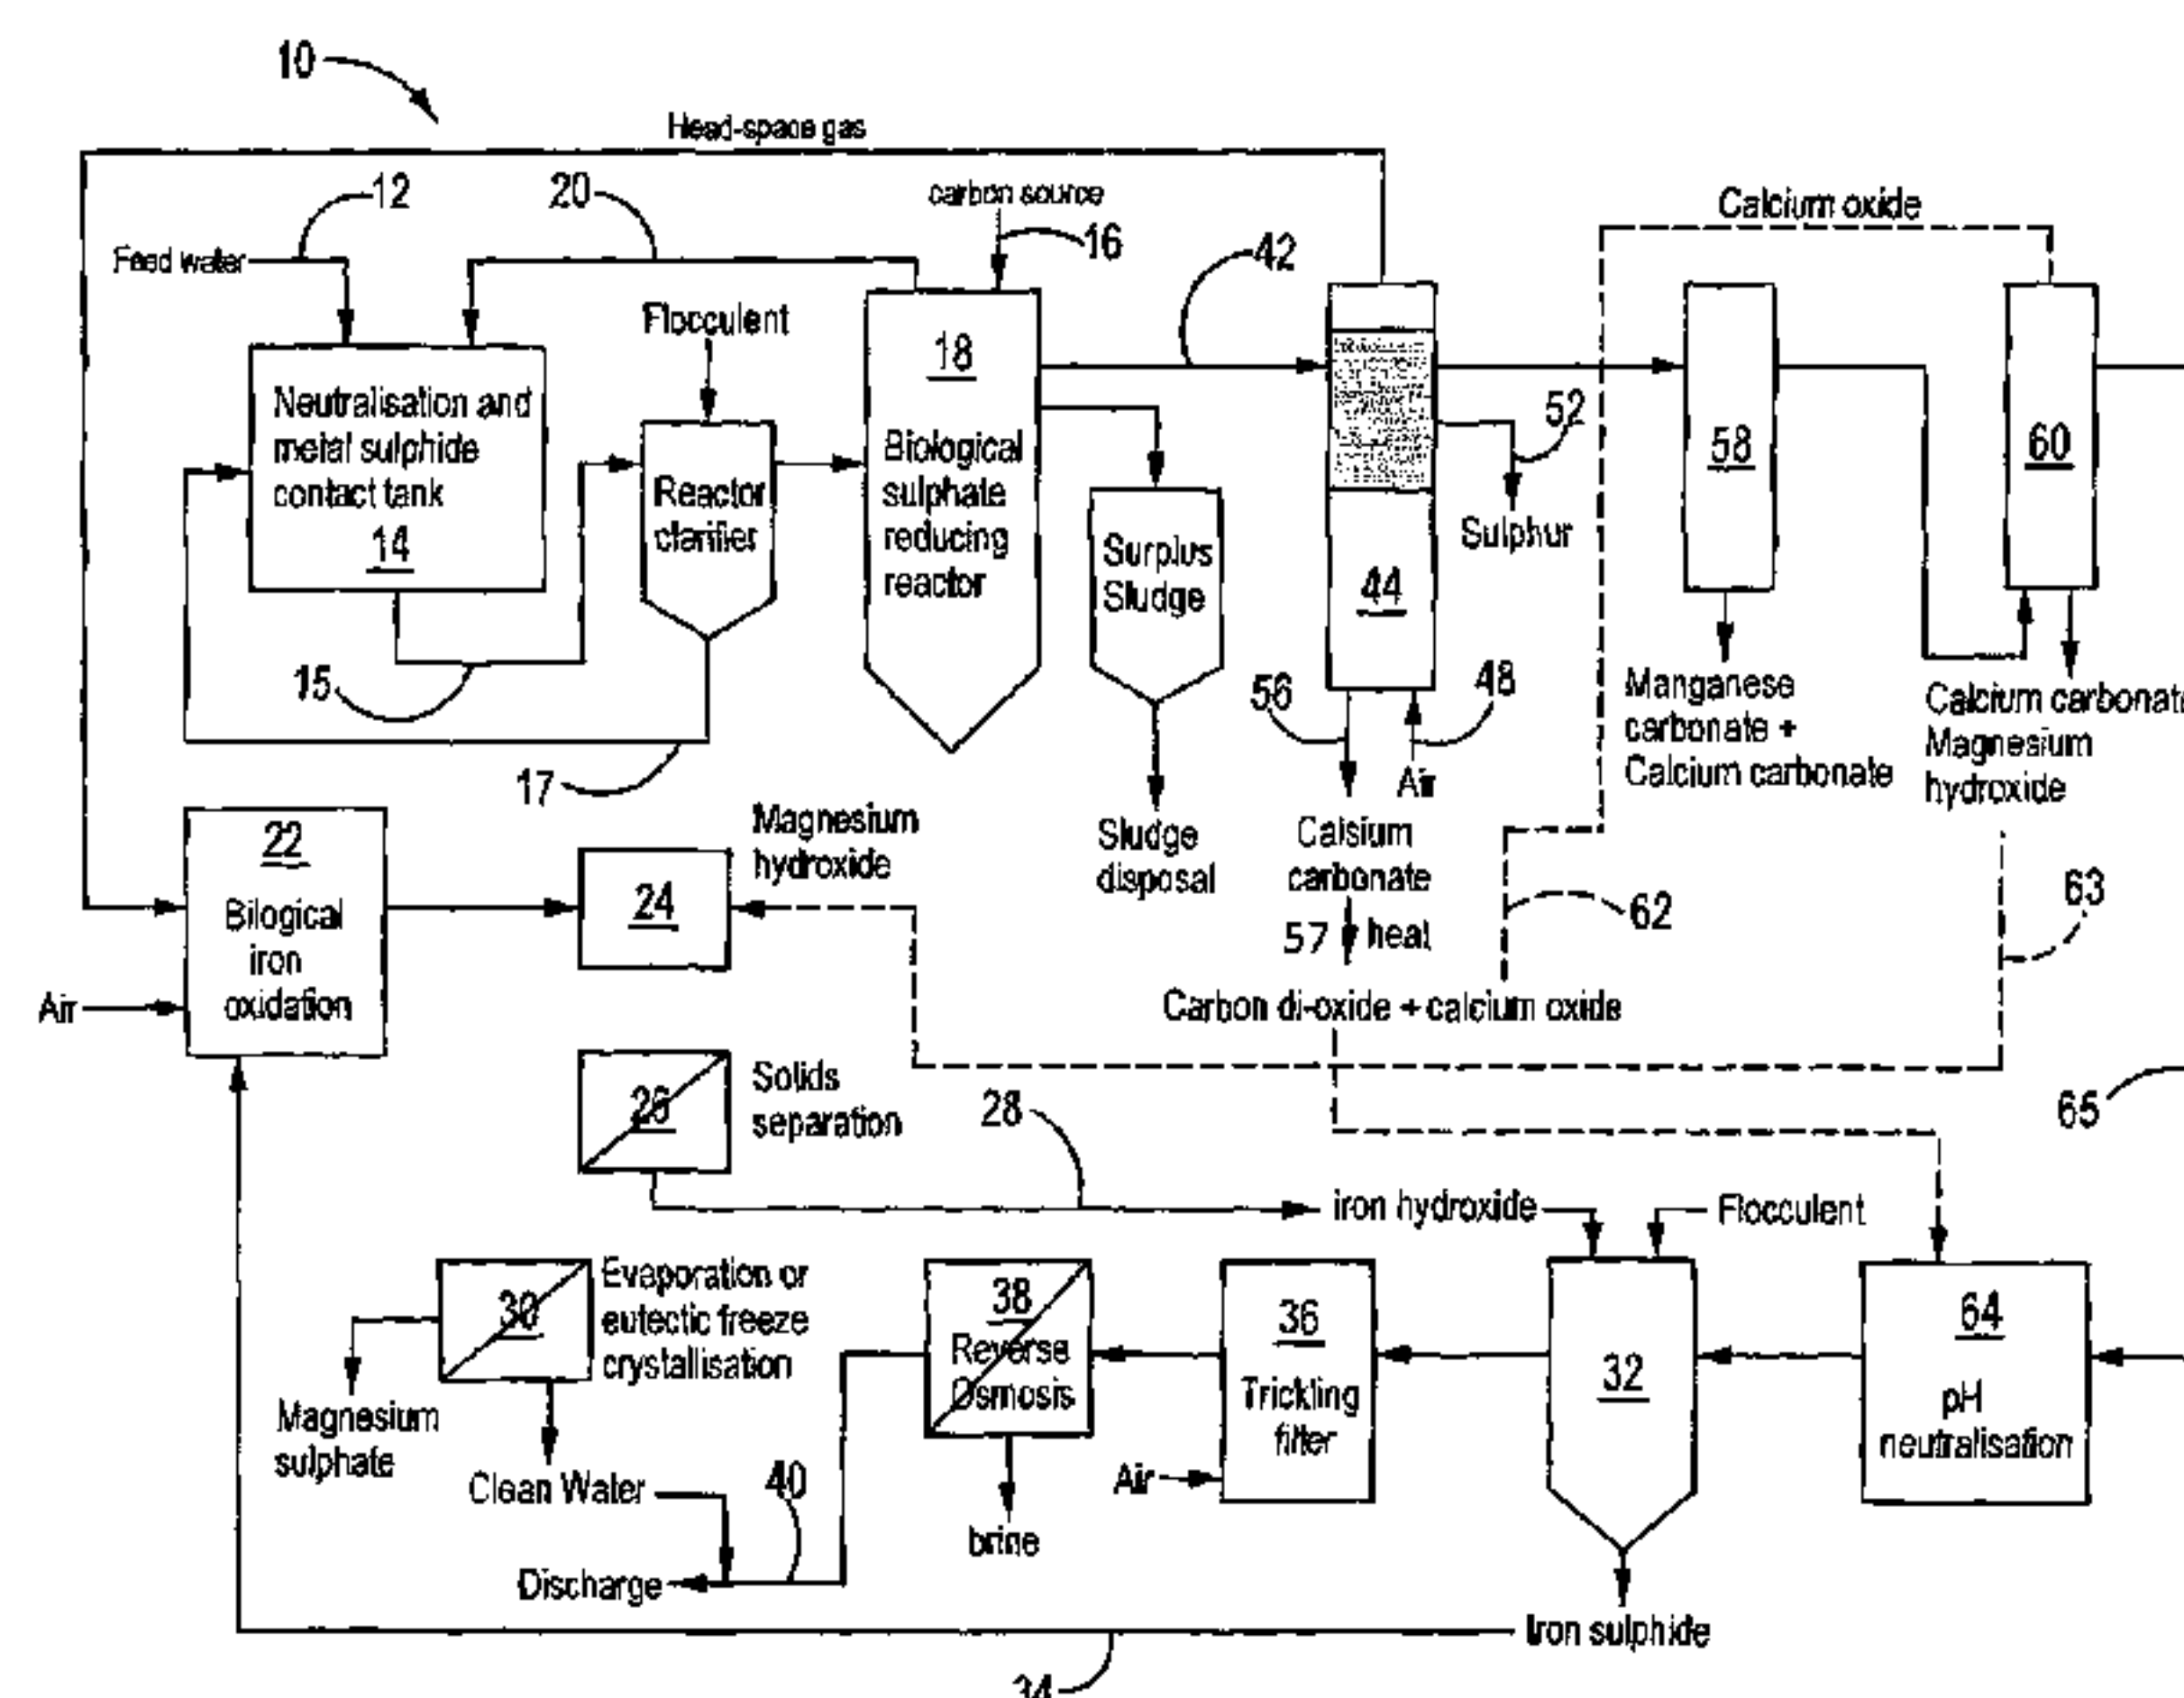 10
Head-space gas
12
20
carbon source
16
Calcium oxide
Feed water
42
Flocculent
18
Neutralisation and
metal sulphide
contact tank
14
Reactor
clarifier
Biological
sulphate
reducing
reactor
52
58
60
Surplus
Sludge
Sulphur
44
15
17
56
48
Air
Manganese
carbonate +
Calcium carbonate
Calcium carbonate
Magnesium
hydroxide
22
Bilogical
iron
oxidation
Air
24
Magnesium
hydroxide
Sludge
disposal
Calsium
carbonate
57
heat
62
63
Carbon di-oxide + calcium oxide
26
Solids
separation
28
65
iron hydroxide
Flocculent
30
Evaporation or
eutectic freeze
crystallisation
38
Reverse
Osmosis
36
Trickling
filter
32
64
pH
neutralisation
Magnesium
sulphate
Clean Water
40
Air
brine
Discharge
Iron sulphide
34